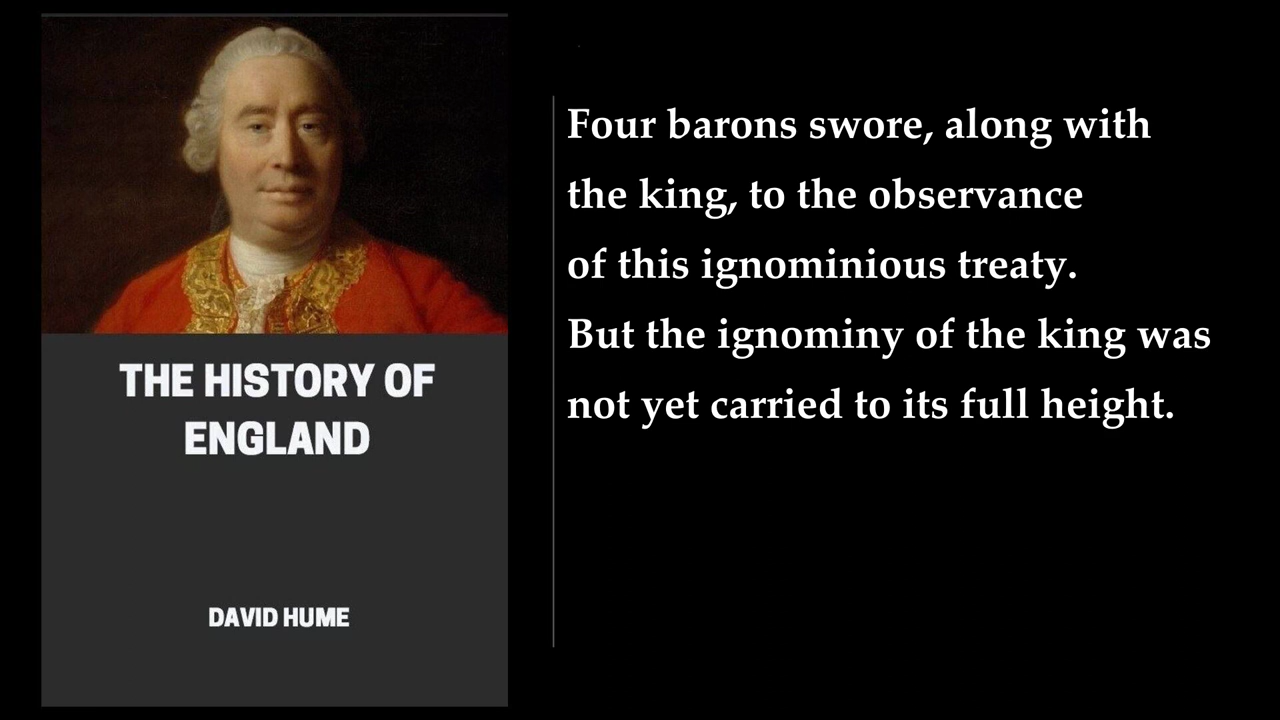 THE HISTORY OF
ENGLAND
DAVID HUME
Four barons swore, along with
the king, to the observance
of this ignominious treaty.
But the ignominy of the king was
not yet carried to its full height.